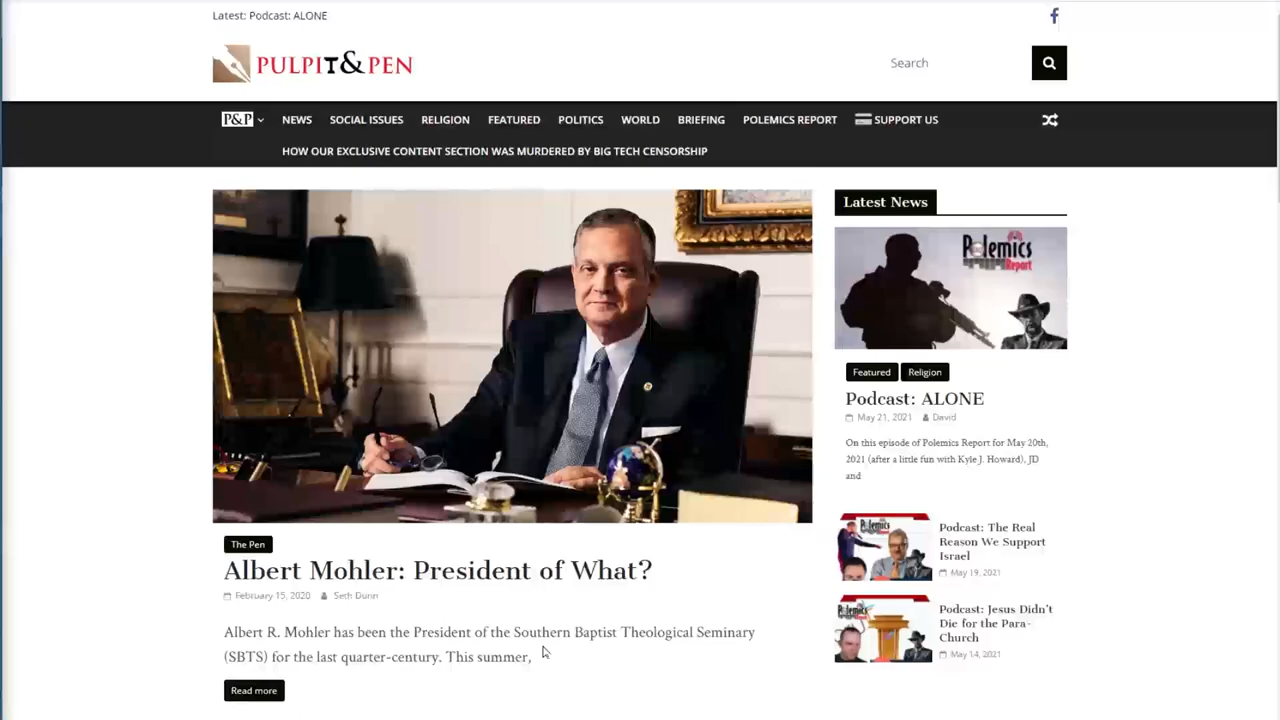 Latest: Podcast: ALONE
PULPIT&PEN
Search
P&P
NEWS
SOCIAL ISSUES
RELIGION
FEATURED
POLITICS
WORLD
BRIEFING
POLEMICS REPORT
SUPPORT US
HOW OUR EXCLUSIVE CONTENT SECTION WAS MURDERED BY BIG TECH CENSORSHIP
The Pen
Albert Mohler: President of What?
February 15, 2020 Seth Dunn
Albert R. Mohler has been the President of the Southern Baptist Theological Seminary
(SBTS) for the last quarter-century. This summer,
Read more
Latest News
Polemics
Report
Featured
Religion
Podcast: ALONE
May 21, 2021 David
On this episode of Polemics Report for May 20th,
2021 (after a little fun with Kyle J. Howard), JD
and
Polemics
Podcast: The Real
Reason We Support
Israel
May 19, 2021
Polemics
Podcast: Jesus Didn't
Die for the Para-
Church
May 14, 2021